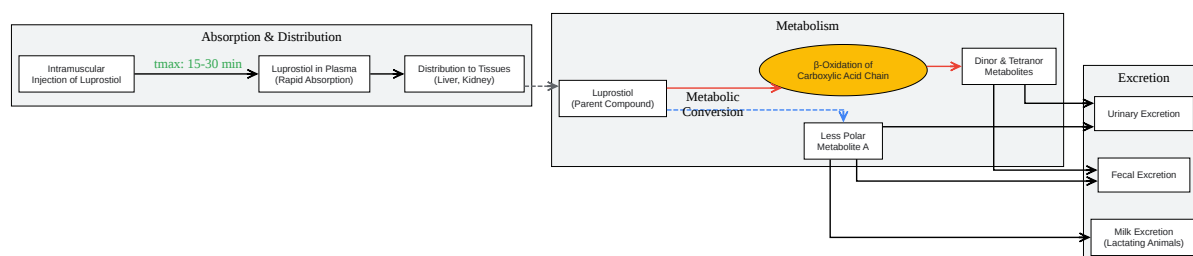 Absorption & Distribution
Intramuscular
Injection of Luprostiol
tmax: 15-30 min
Luprostiol in Plasma
(Rapid Absorption)
Distribution to Tissues
(Liver, Kidney)
Metabolism
Luprostiol
(Parent Compound)
Metabolic
Conversion
β-Oxidation of
Carboxylic Acid Chain
Less Polar
Metabolite A
Dinor & Tetranor
Metabolites
Excretion
Urinary Excretion
Fecal Excretion
Milk Excretion
(Lactating Animals)